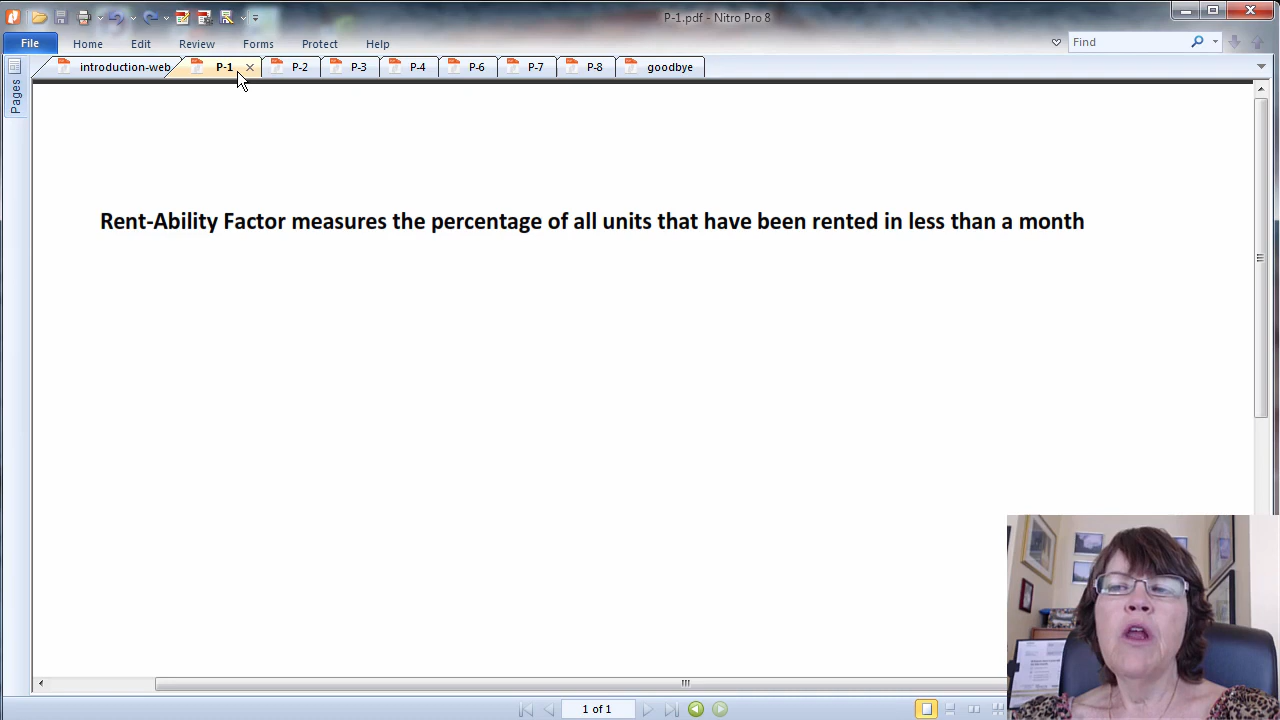 P-1.pdf - Nitro Pro 8
File Home Edit Review Forms Protect Help Find
introduction-web P-1 P-2 P-3 P-4 P-6 P-7 P-8 goodbye
Pages
Rent-Ability Factor measures the percentage of all units that have been rented in less than a month
1 of 1